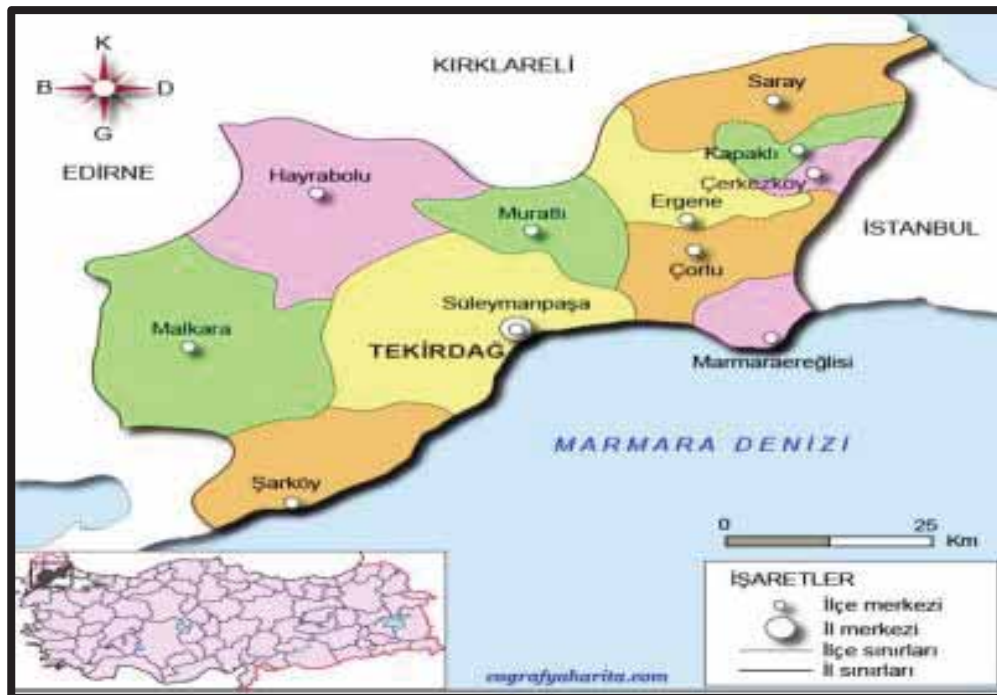 K
B D
G
KIRKLARELİ
EDİRNE
Saray
Kapaklı
Çerkezköy
Hayrabolu
Ergene
Muratlı
İSTANBUL
Çorlu
Süleymanpaşa
Malkara
TEKİRDAĞ
Marmaraereğlisi
MARMARA DENİZİ
Şarköy
0 25
Km
İŞARETLER
İlçe merkezi
İl merkezi
İlçe sınırları
İl sınırları
cografyaharita.com